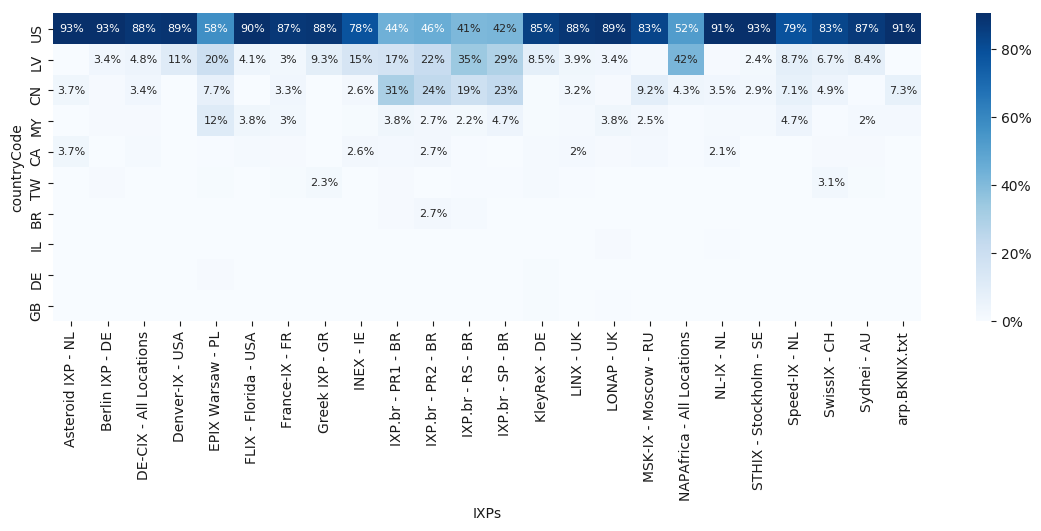 US 93% 93% 88% 89% 58% 90% 87% 88% 78% 44% 46% 41% 42% 85% 88% 89% 83% 52% 91% 93% 79% 83% 87% 91%
LV 3.4% 4.8% 11% 20% 4.1% 3% 9.3% 15% 17% 22% 35% 29% 8.5% 3.9% 3.4% 42% 2.4% 8.7% 6.7% 8.4%
CN 3.7% 3.4% 7.7% 3.3% 2.6% 31% 24% 19% 23% 3.2% 9.2% 4.3% 3.5% 2.9% 7.1% 4.9% 7.3%
MY 12% 3.8% 3% 3.8% 2.7% 2.2% 4.7% 3.8% 2.5% 4.7% 2%
CA 3.7% 2.6% 2.7% 2% 2.1%
TW 2.3% 3.1%
BR 2.7%
IL
DE
GB
countryCode
80%
60%
40%
20%
0%
Asteroid IXP - NL
Berlin IXP - DE
DE-CIX - All Locations
Denver-IX - USA
EPIX Warsaw - PL
FLIX - Florida - USA
France-IX - FR
Greek IXP - GR
INEX - IE
IXP.br - PR1 - BR
IXP.br - PR2 - BR
IXP.br - RS - BR
IXP.br - SP - BR
KleyReX - DE
LINX - UK
LONAP - UK
MSK-IX - Moscow - RU
NAPAfrica - All Locations
NL-IX - NL
STHIX - Stockholm - SE
Speed-IX - NL
SwissIX - CH
Sydnei - AU
arp.BKNIX.txt
IXPs